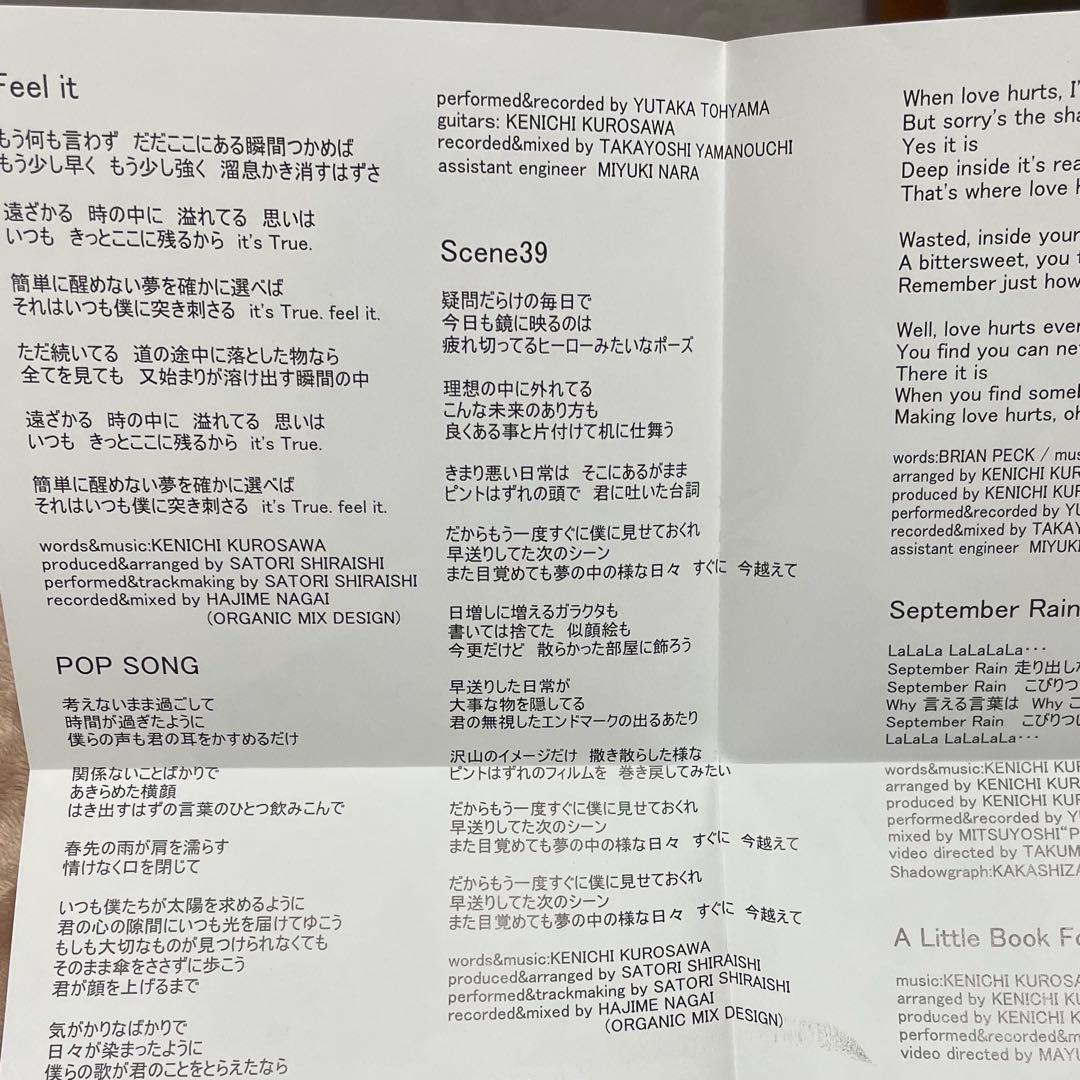 Feel it
もう何も言わず だだここにある瞬間つかめば
もう少し早く もう少し強く 溜息かき消すはずさ
遠ざかる 時の中に 溢れてる 思いは
いつも きっとここに残るから it's True.
簡単に醒めない夢を確かに選べば
それはいつも僕に突き刺さる it's True. feel it.
ただ続いてる 道の途中に落とした物なら
全てを見ても 又始まりが溶け出す瞬間の中
遠ざかる 時の中に 溢れてる 思いは
いつも きっとここに残るから it's True.
簡単に醒めない夢を確かに選べば
それはいつも僕に突き刺さる it's True. feel it.
words&music:KENICHI KUROSAWA
produced&arranged by SATORI SHIRAISHI
performed&trackmaking by SATORI SHIRAISHI
recorded&mixed by HAJIME NAGAI
(ORGANIC MIX DESIGN)
POP SONG
考えないまま過ごして
時間が過ぎたように
僕らの声も君の耳をかすめるだけ
関係ないことばかりで
あきらめた横顔
はき出すはずの言葉のひとつ飲みこんで
春先の雨が肩を濡らす
情けなく口を閉じて
いつも僕たちが太陽を求めるように
君の心の隙間にいつも光を届けてゆこう
もしも大切なものが見つけられなくても
そのまま傘をささずに歩こう
君が顔を上げるまで
気がかりなばかりで
日々が染まったように
僕らの歌が君のことをとらえたなら
performed&recorded by YUTAKA TOHYAMA
guitars: KENICHI KUROSAWA
recorded&mixed by TAKAYOSHI YAMANOUCHI
assistant engineer MIYUKI NARA
Scene39
疑問だらけの毎日で
今日も鏡に映るのは
疲れ切ってるヒーローみたいなポーズ
理想の中に外れてる
こんな未来のあり方も
良くある事と片付けて机に仕舞う
きまり悪い日常は そこにあるがまま
ピントはずれの頭で 君に吐いた台詞
だからもう一度すぐに僕に見せておくれ
早送りしてた次のシーン
また目覚めても夢の中の様な日々 すぐに 今越えて
日増しに増えるガラクタも
書いては捨てた 似顔絵も
今更だけど 散らかった部屋に飾ろう
早送りした日常が
大事な物を隠してる
君の無視したエンドマークの出るあたり
沢山のイメージだけ 撒き散らした様な
ピントはずれのフィルムを 巻き戻してみたい
だからもう一度すぐに僕に見せておくれ
早送りしてた次のシーン
また目覚めても夢の中の様な日々 すぐに 今越えて
だからもう一度すぐに僕に見せておくれ
早送りしてた次のシーン
また目覚めても夢の中の様な日々 すぐに 今越えて
words&music:KENICHI KUROSAWA
produced&arranged by SATORI SHIRAISHI
performed&trackmaking by SATORI SHIRAISHI
recorded&mixed by HAJIME NAGAI
(ORGANIC MIX DESIGN)
When love hurts, I'
But sorry's the sha
Yes it is
Deep inside it's rea
That's where love h
Wasted, inside your
A bittersweet, you t
Remember just how
Well, love hurts ever
You find you can ne
There it is
When you find someb
Making love hurts, oh
words:BRIAN PECK / mus
arranged by KENICHI KUR
produced by KENICHI KUR
performed&recorded by YU
recorded&mixed by TAKAY
assistant engineer MIYUKI
September Rain
LaLaLa LaLaLaLa･･･
September Rain 走り出し
September Rain こびりつ
Why 言える言葉は Why こ
September Rain こびりつい
LaLaLa LaLaLaLa･･･
words&music:KENICHI KUR
arranged by KENICHI KURO
produced by KENICHI KUR
performed&recorded by YU
mixed by MITSUYOSHI“P
video directed by TAKUM
Shadowgraph:KAKASHIZA
A Little Book Fo
music:KENICHI KUROSA
arranged by KENICHI KU
produced by KENICHI KU
performed&recorded&m
video directed by MAYU